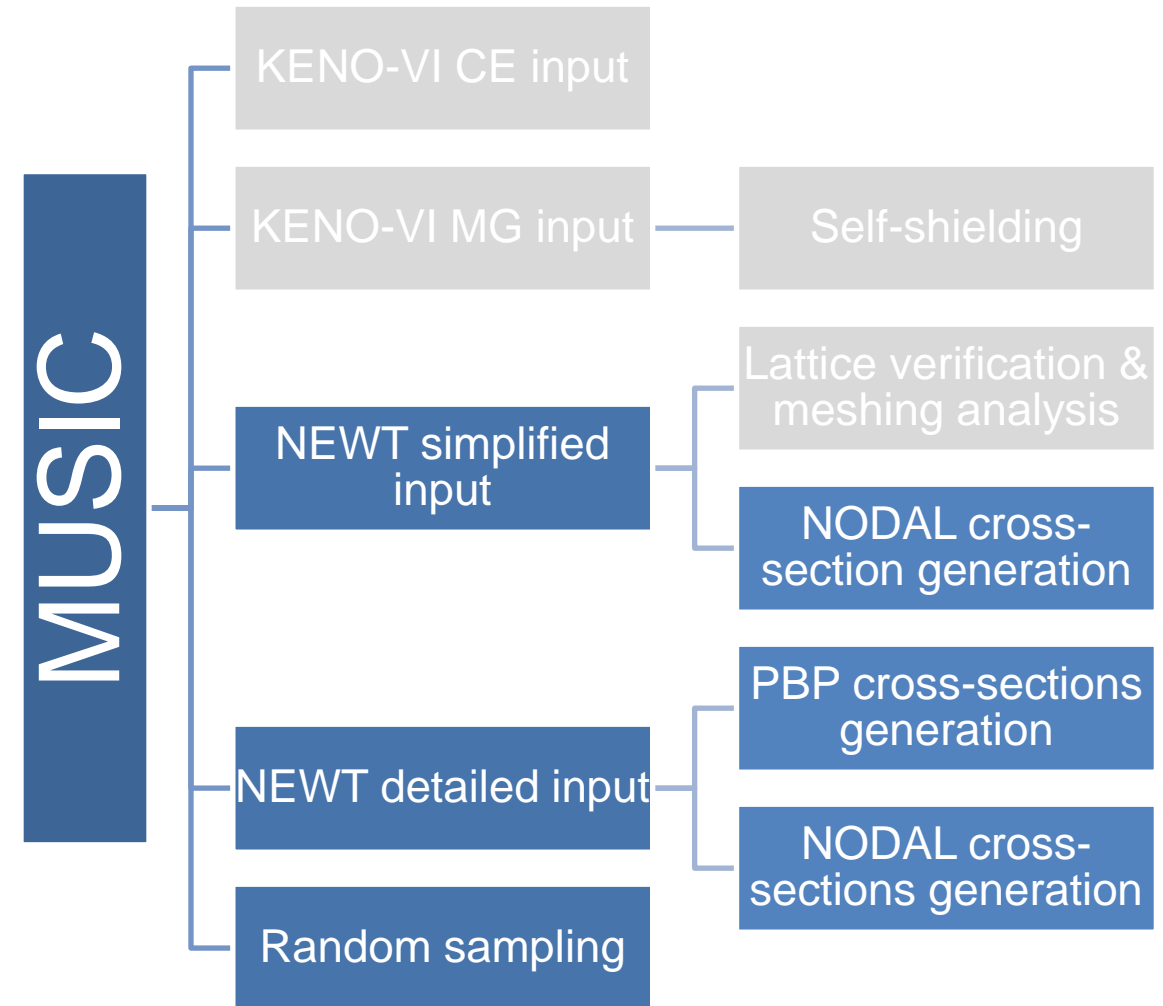 MUSIC
KENO-VI CE input
KENO-VI MG input
Self-shielding
NEWT simplified
input
Lattice verification &
meshing analysis
NODAL cross-
section generation
NEWT detailed input
PBP cross-sections
generation
NODAL cross-
sections generation
Random sampling